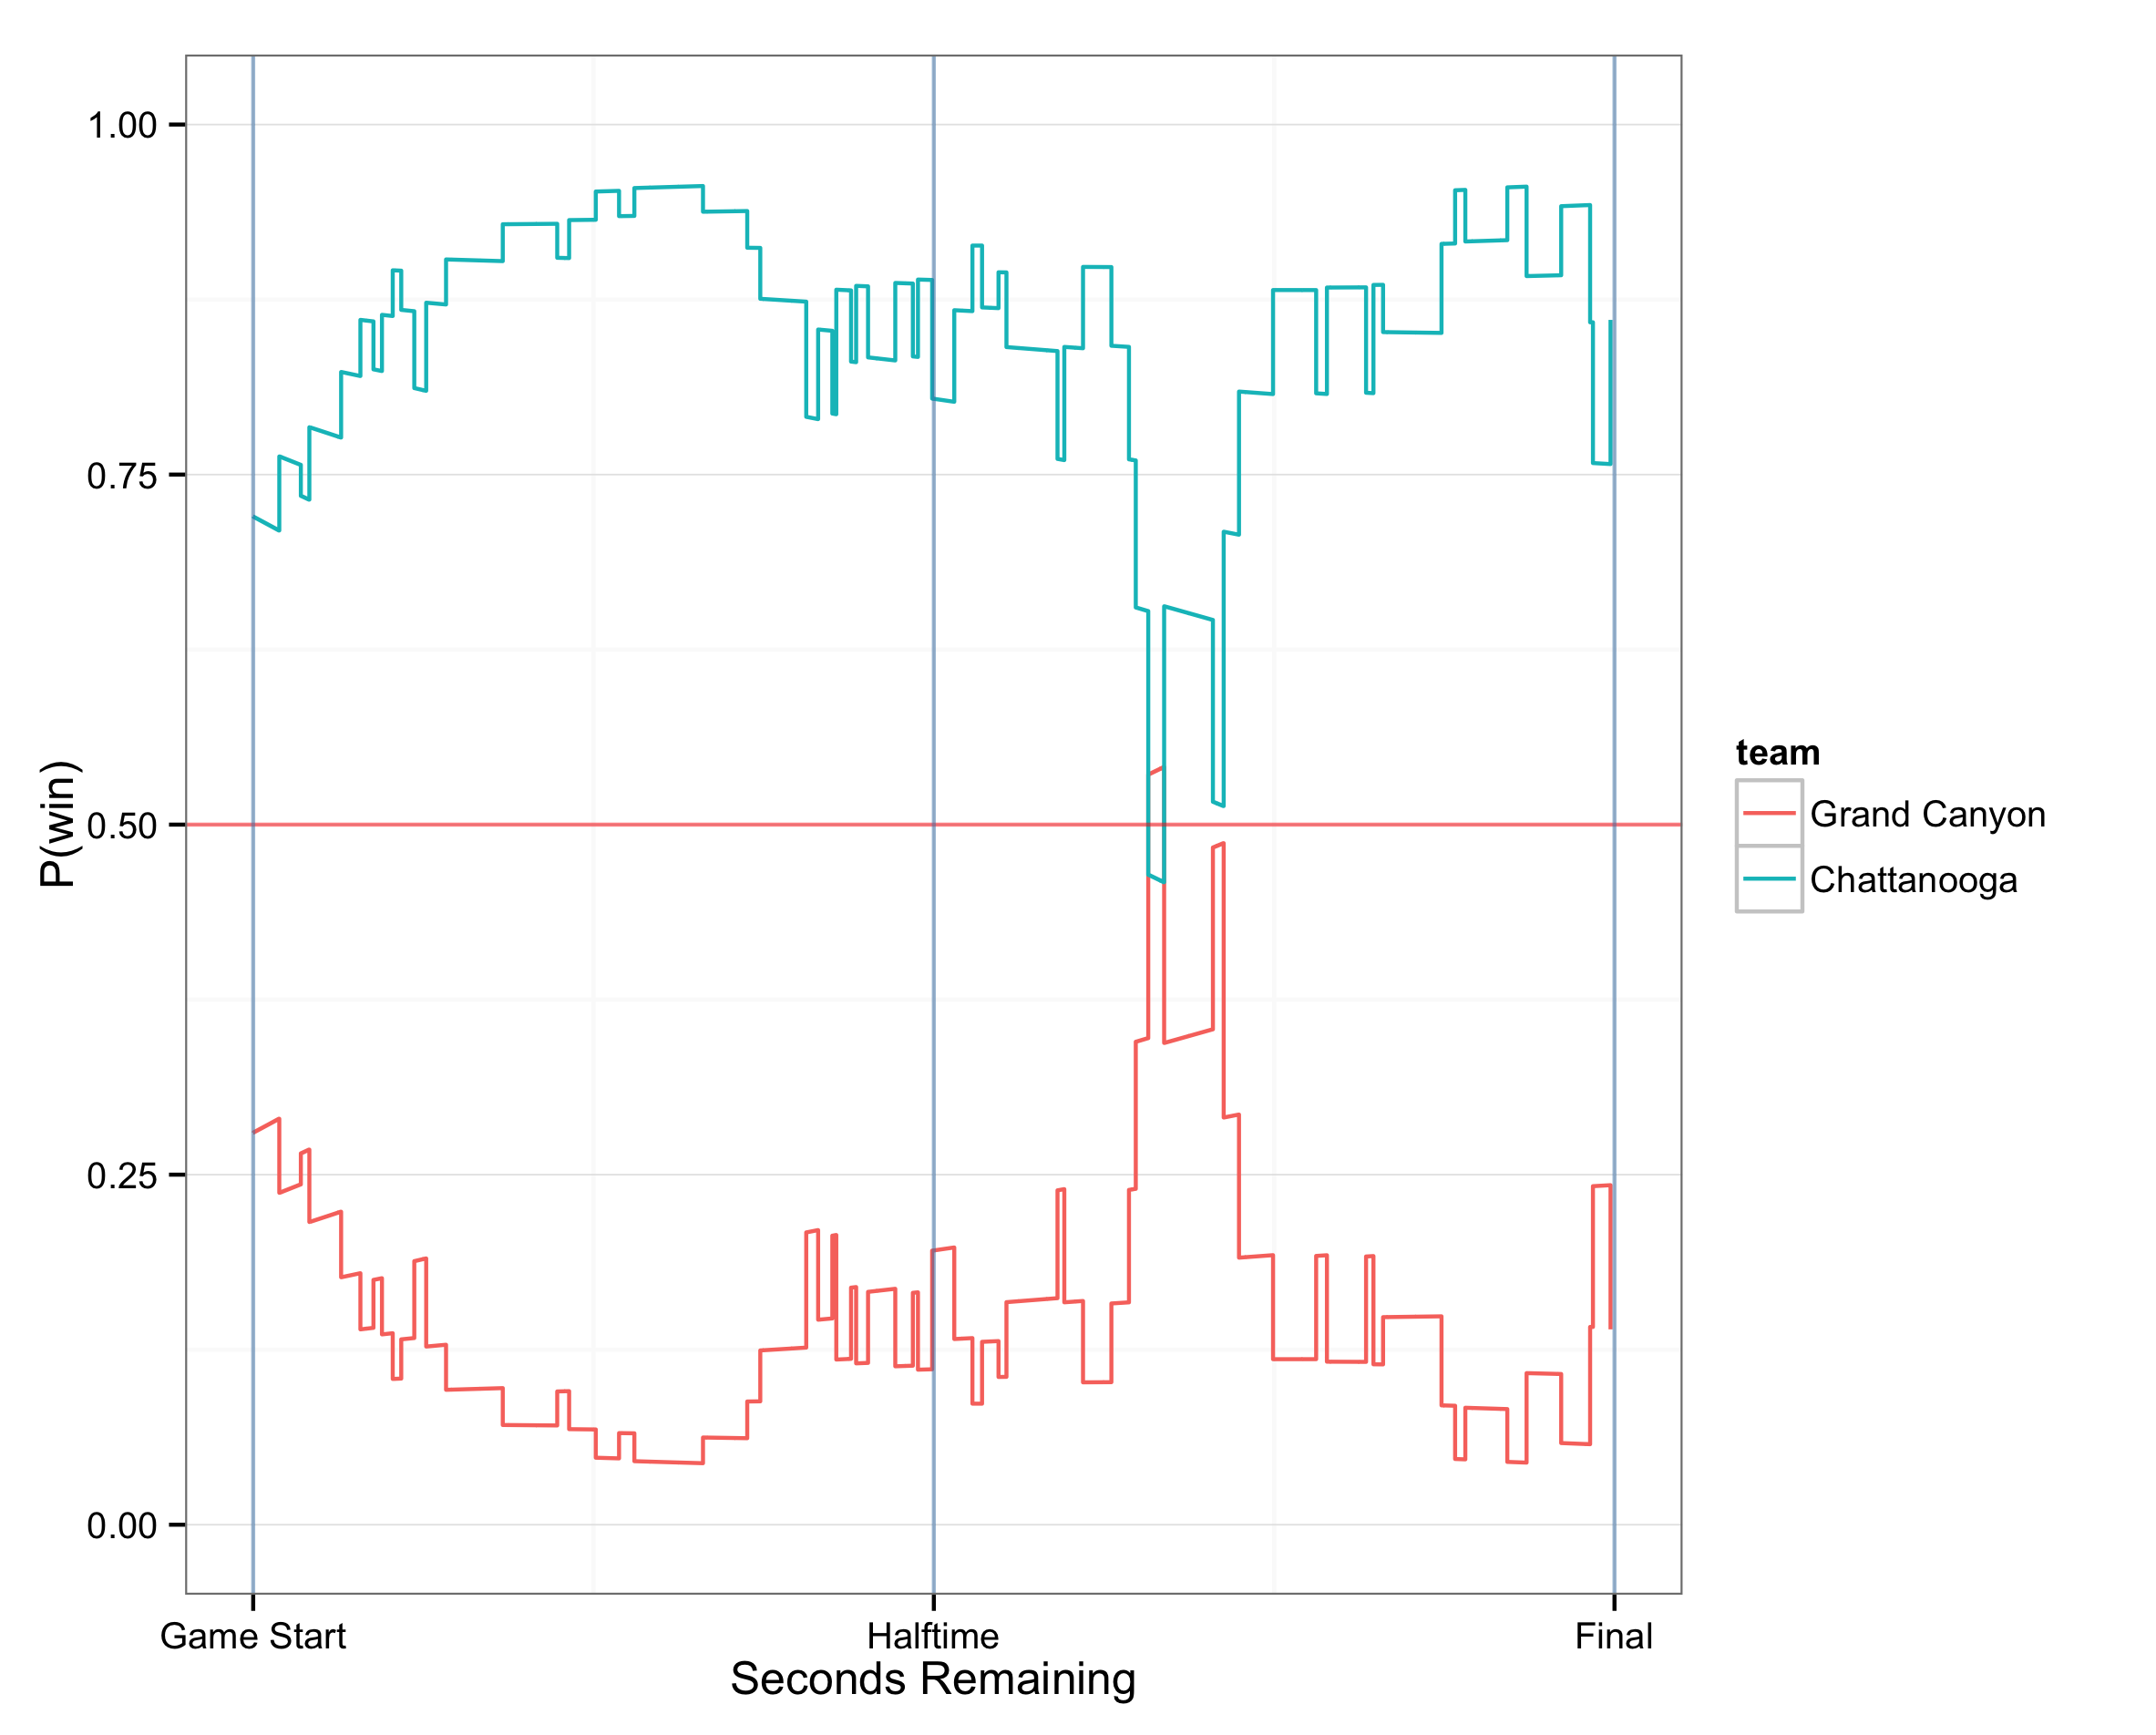 1.00
0.75
0.50
0.25
0.00
P(win)
Game Start
Halftime
Final
Seconds Remaining
team
Grand Canyon
Chattanooga